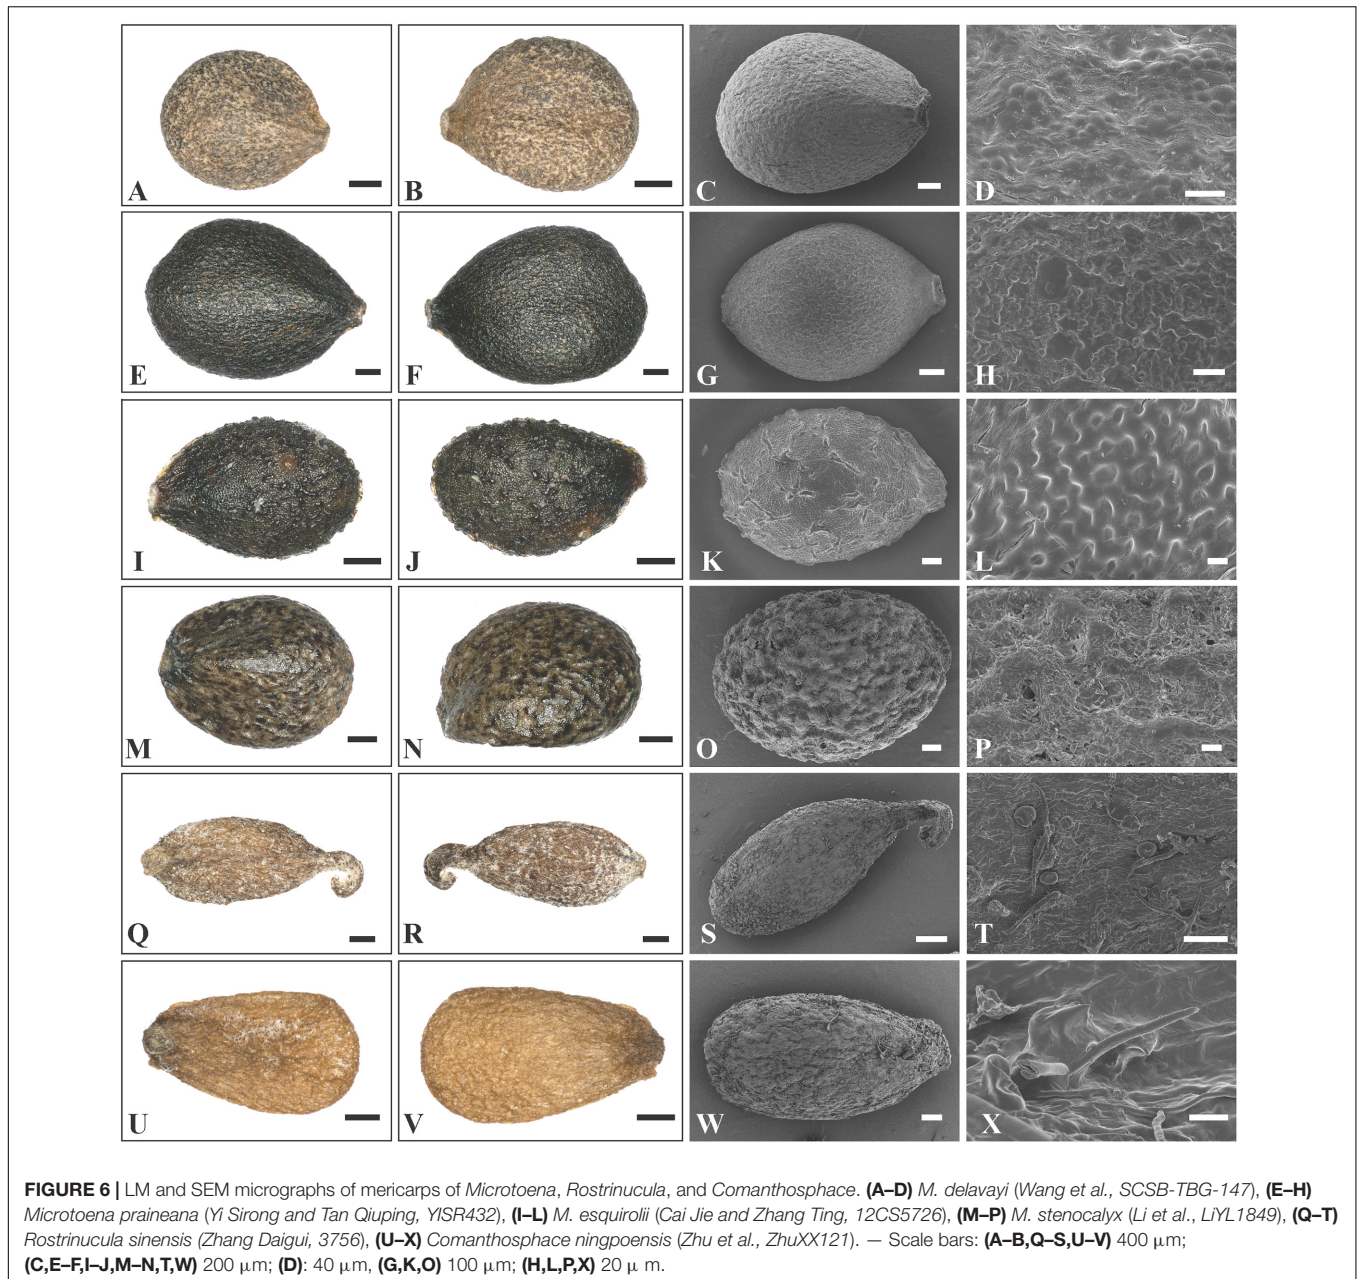 A B C D
E F G H
I J K L
M N O P
Q R S T
U V W X
FIGURE 6 | LM and SEM micrographs of mericarps of Microtoena, Rostrinucula, and Comanthosphace. (A–D) M. delavayi (Wang et al., SCSB-TBG-147), (E–H)
Microtoena praineana (Yi Sirong and Tan Qiuping, YISR432), (I–L) M. esquirolii (Cai Jie and Zhang Ting, 12CS5726), (M–P) M. stenocalyx (Li et al., LiYL1849), (Q–T)
Rostrinucula sinensis (Zhang Daigui, 3756), (U–X) Comanthosphace ningpoensis (Zhu et al., ZhuXX121). — Scale bars: (A–B,Q–S,U–V) 400 μm;
(C,E–F,I–J,M–N,T,W) 200 μm; (D): 40 μm, (G,K,O) 100 μm; (H,L,P,X) 20 μ m.